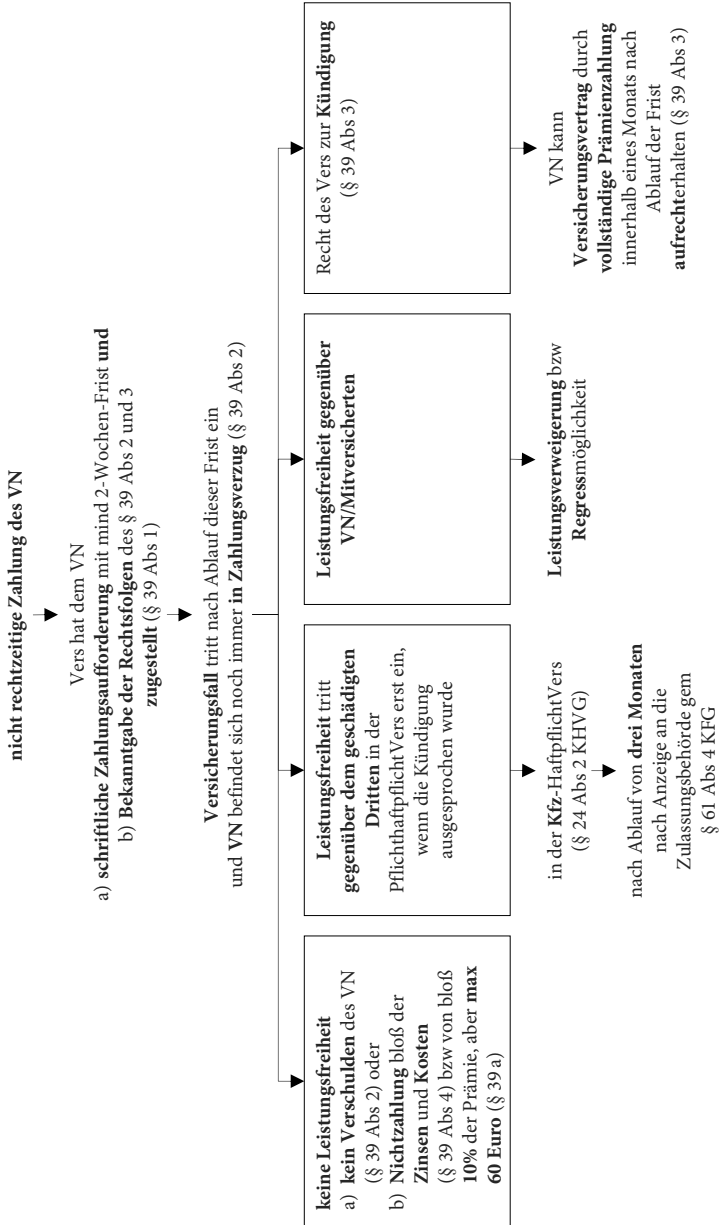 nicht rechtzeitige Zahlung des VN
Vers hat dem VN
a) schriftliche Zahlungsaufforderung mit mind 2-Wochen-Frist und
b) Bekanntgabe der Rechtsfolgen des § 39 Abs 2 und 3
zugestellt (§ 39 Abs 1)
Versicherungsfall tritt nach Ablauf dieser Frist ein
und VN befindet sich noch immer in Zahlungsverzug (§ 39 Abs 2)
keine Leistungsfreiheit
a) kein Verschulden des VN
(§ 39 Abs 2) oder
b) Nichtzahlung bloß der
Zinsen und Kosten
(§ 39 Abs 4) bzw von bloß
10% der Prämie, aber max
60 Euro (§ 39 a)
Leistungsfreiheit tritt
gegenüber dem geschädigten
Dritten in der
PflichthaftpflichtVers erst ein,
wenn die Kündigung
ausgesprochen wurde
in der Kfz-HaftpflichtVers
(§ 24 Abs 2 KHVG)
nach Ablauf von drei Monaten
nach Anzeige an die
Zulassungsbehörde gem
§ 61 Abs 4 KFG
Leistungsfreiheit gegenüber
VN/Mitversicherten
Leistungsverweigerung bzw
Regressmöglichkeit
Recht des Vers zur Kündigung
(§ 39 Abs 3)
VN kann
Versicherungsvertrag durch
vollständige Prämienzahlung
innerhalb eines Monats nach
Ablauf der Frist
aufrechterhalten (§ 39 Abs 3)